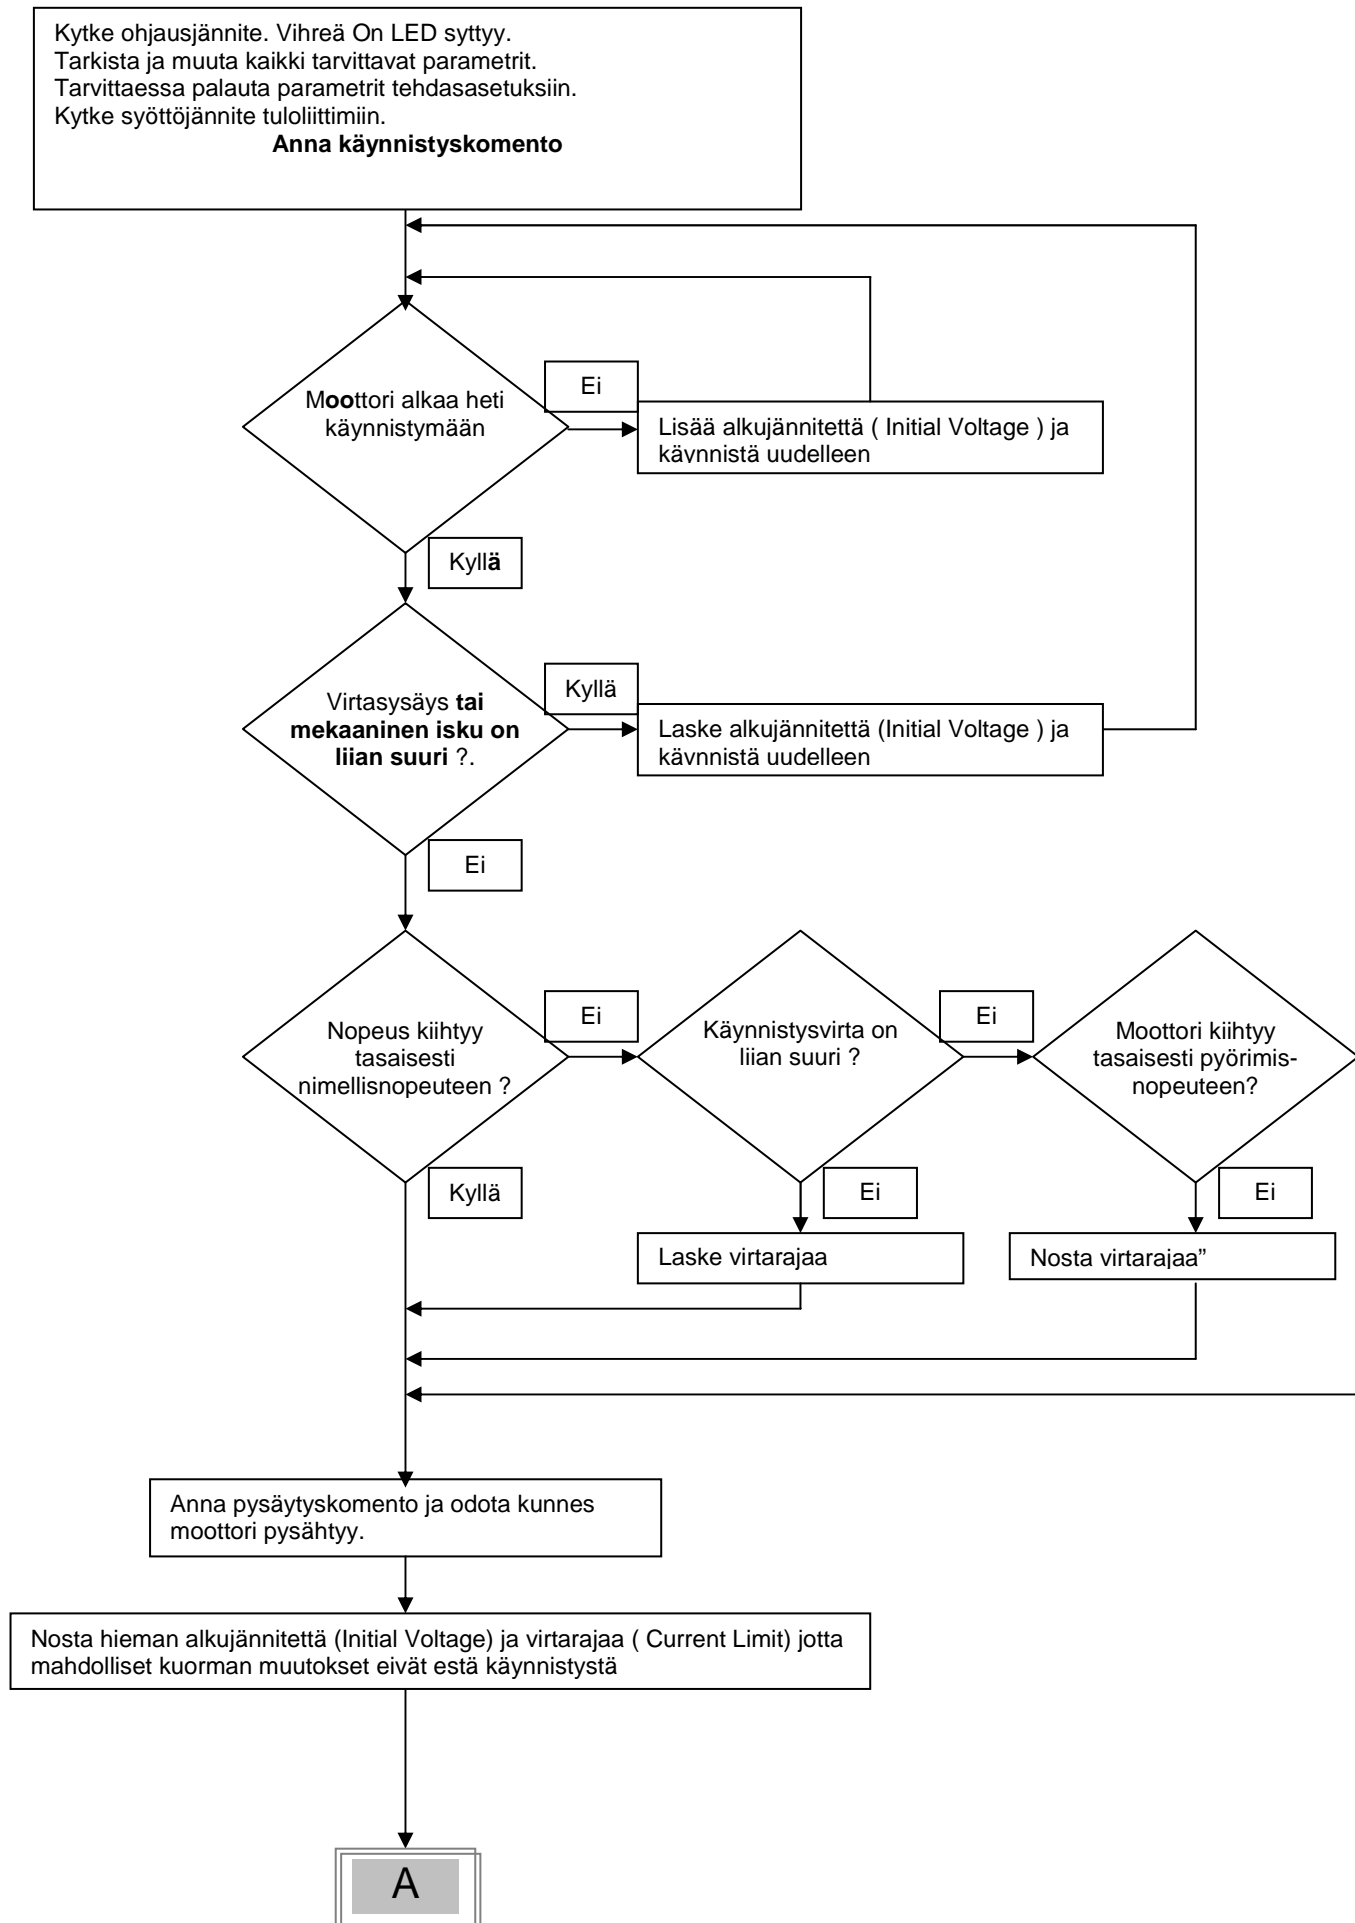 Kytke ohjausjännite. Vihreä On LED syttyy.
Tarkista ja muuta kaikki tarvittavat parametrit.
Tarvittaessa palauta parametrit tehdasasetuksiin.
Kytke syöttöjännite tuloliittimiin.
Anna käynnistyskomento
Moottori alkaa heti
käynnistymään
Ei
Lisää alkujännitettä ( Initial Voltage ) ja
käynnistä uudelleen
Kyllä
Virtasysäys tai
mekaaninen isku on
liian suuri ?.
Kyllä
Laske alkujännitettä (Initial Voltage ) ja
käynnistä uudelleen
Ei
Nopeus kiihtyy
tasaisesti
nimellisnopeuteen ?
Ei
Käynnistysvirta on
liian suuri ?
Ei
Moottori kiihtyy
tasaisesti pyörimis-
nopeuteen?
Kyllä
Ei
Ei
Laske virtarajaa
Nosta virtarajaa”
Anna pysäytyskomento ja odota kunnes
moottori pysähtyy.
Nosta hieman alkujännitettä (Initial Voltage) ja virtarajaa ( Current Limit) jotta
mahdolliset kuorman muutokset eivät estä käynnistystä
A